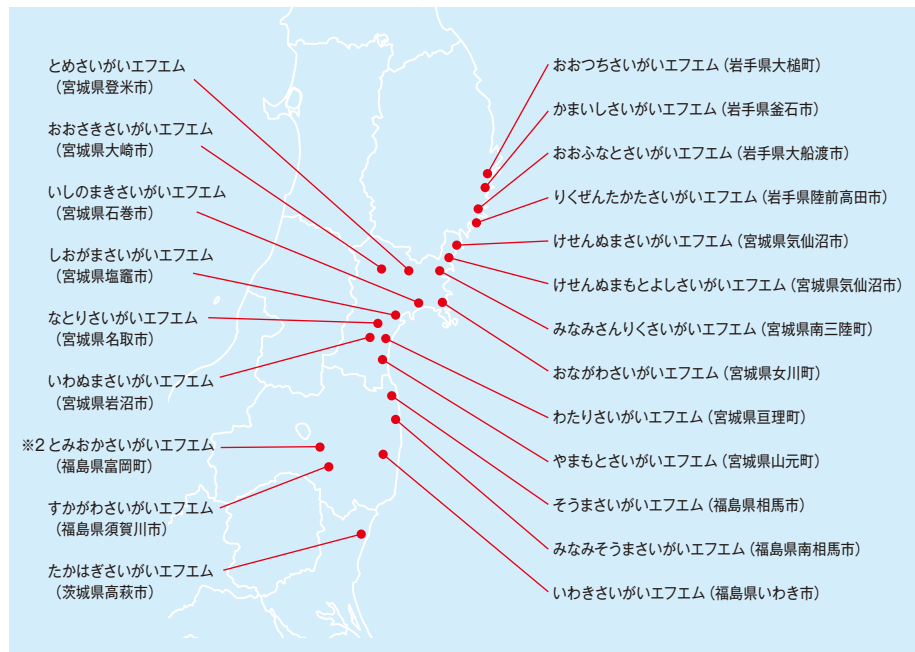 とめさいがいエフエム
(宮城県登米市)
おおさきさいがいエフエム
(宮城県大崎市)
いしのまきさいがいエフエム
(宮城県石巻市)
しおがまさいがいエフエム
(宮城県塩竈市)
なとりさいがいエフエム
(宮城県名取市)
いわぬまさいがいエフエム
(宮城県岩沼市)
※2 とみおかさいがいエフエム
(福島県富岡町)
すかがわさいがいエフエム
(福島県須賀川市)
たかはぎさいがいエフエム
(茨城県高萩市)
おおつちさいがいエフエム(岩手県大槌町)
かまいしさいがいエフエム(岩手県釜石市)
おおふなとさいがいエフエム(岩手県大船渡市)
りくぜんたかたさいがいエフエム(岩手県陸前高田市)
けせんぬまさいがいエフエム(宮城県気仙沼市)
けせんぬまもとよしさいがいエフエム(宮城県気仙沼市)
みなみさんりくさいがいエフエム(宮城県南三陸町)
おながわさいがいエフエム(宮城県女川町)
わたりさいがいエフエム(宮城県亘理町)
やまもとさいがいエフエム(宮城県山元町)
そうまさいがいエフエム(福島県相馬市)
みなみそうまさいがいエフエム(福島県南相馬市)
いわきさいがいエフエム(福島県いわき市)